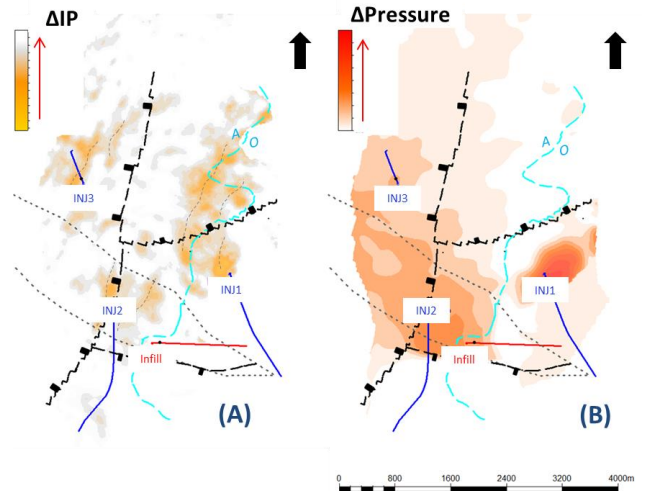 ΔIP
ΔPressure
A
O
A
O
INJ3
INJ3
INJ1
INJ1
INJ2
INJ2
Infill
Infill
(A)
(B)
0 800 1600 2400 3200 4000m